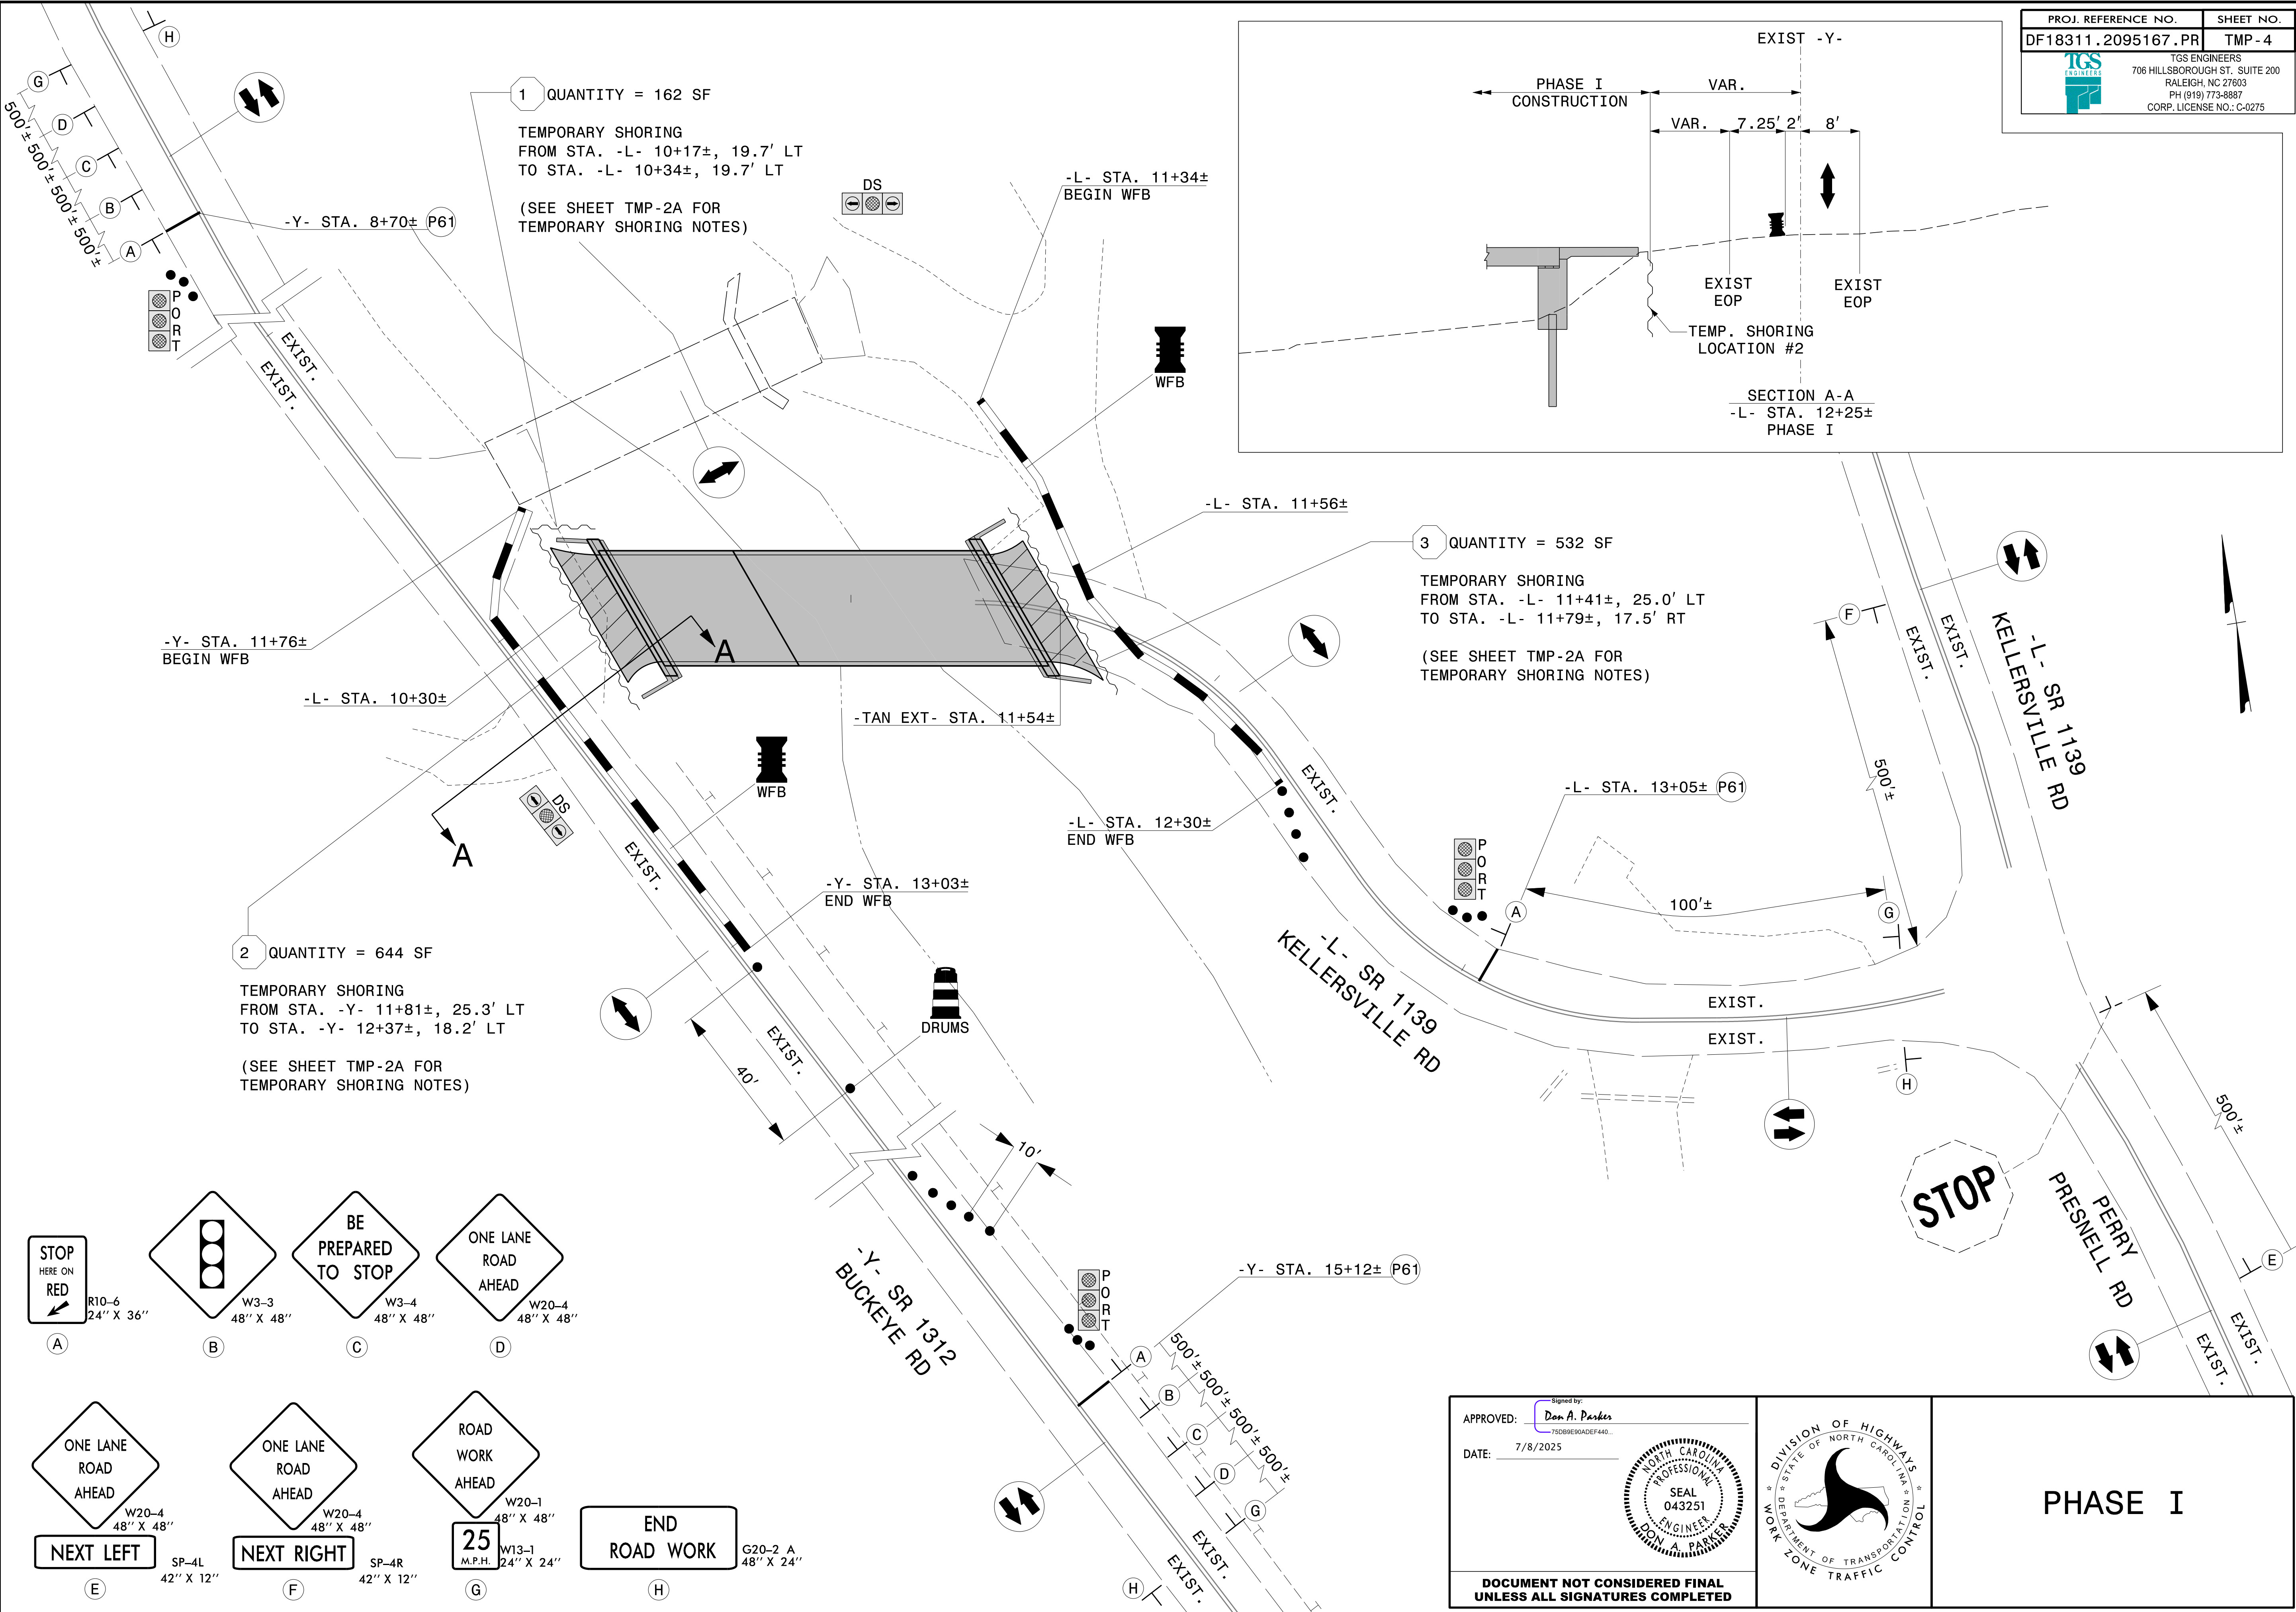 PROJ. REFERENCE NO. SHEET NO.
DF18311.2095167.PR TMP-4
TGS
ENGINEERS
TGS ENGINEERS
706 HILLSBOROUGH ST. SUITE 200
RALEIGH, NC 27603
PH (919) 773-8887
CORP. LICENSE NO.: C-0275
EXIST -Y-
PHASE I
CONSTRUCTION
VAR.
VAR. 7.25' 2' 8'
EXIST
EOP
EXIST
EOP
TEMP. SHORING
LOCATION #2
SECTION A-A
-L- STA. 12+25±
PHASE I
H
G
D
C
B
A
500'± 500'± 500'± 500'±
-Y- STA. 8+70± P61
PORT
EXIST.
EXIST.
1 QUANTITY = 162 SF
TEMPORARY SHORING
FROM STA. -L- 10+17±, 19.7' LT
TO STA. -L- 10+34±, 19.7' LT
(SEE SHEET TMP-2A FOR
TEMPORARY SHORING NOTES)
DS
-L- STA. 11+34±
BEGIN WFB
WFB
-L- STA. 11+56±
3 QUANTITY = 532 SF
TEMPORARY SHORING
FROM STA. -L- 11+41±, 25.0' LT
TO STA. -L- 11+79±, 17.5' RT
(SEE SHEET TMP-2A FOR
TEMPORARY SHORING NOTES)
-Y- STA. 11+76±
BEGIN WFB
-L- STA. 10+30±
A
A
-TAN EXT- STA. 11+54±
DS
WFB
EXIST.
-Y- STA. 13+03±
END WFB
-L- STA. 12+30±
END WFB
EXIST.
-L- STA. 13+05± P61
PORT
A
100'±
G
F
500'±
EXIST.
EXIST.
-L- SR 1139
KELLERSVILLE RD
2 QUANTITY = 644 SF
TEMPORARY SHORING
FROM STA. -Y- 11+81±, 25.3' LT
TO STA. -Y- 12+37±, 18.2' LT
(SEE SHEET TMP-2A FOR
TEMPORARY SHORING NOTES)
DRUMS
40'
EXIST.
10'
-L- SR 1139
KELLERSVILLE RD
EXIST.
EXIST.
H
STOP
500'±
E
PERRY
PRESNELL RD
EXIST.
EXIST.
-Y- SR 1312
BUCKEYE RD
PORT
-Y- STA. 15+12± P61
A
B
C
D
G
500'± 500'± 500'± 500'±
EXIST.
EXIST.
H
STOP
HERE ON
RED
R10-6
24'' X 36''
A
W3-3
48'' X 48''
B
BE
PREPARED
TO STOP
W3-4
48'' X 48''
C
ONE LANE
ROAD
AHEAD
W20-4
48'' X 48''
D
ONE LANE
ROAD
AHEAD
W20-4
48'' X 48''
NEXT LEFT
SP-4L
42'' X 12''
E
ONE LANE
ROAD
AHEAD
W20-4
48'' X 48''
NEXT RIGHT
SP-4R
42'' X 12''
F
ROAD
WORK
AHEAD
W20-1
48'' X 48''
25
M.P.H.
W13-1
24'' X 24''
G
END
ROAD WORK
G20-2 A
48'' X 24''
H
Signed by:
APPROVED: Don A. Parker
75DB9E90ADEF440...
DATE: 7/8/2025
NORTH CAROLINA
PROFESSIONAL
SEAL
043251
ENGINEER
DON A. PARKER
DOCUMENT NOT CONSIDERED FINAL
UNLESS ALL SIGNATURES COMPLETED
DIVISION OF HIGHWAYS
STATE OF NORTH CAROLINA
DEPARTMENT OF TRANSPORTATION
WORK ZONE TRAFFIC CONTROL
PHASE I